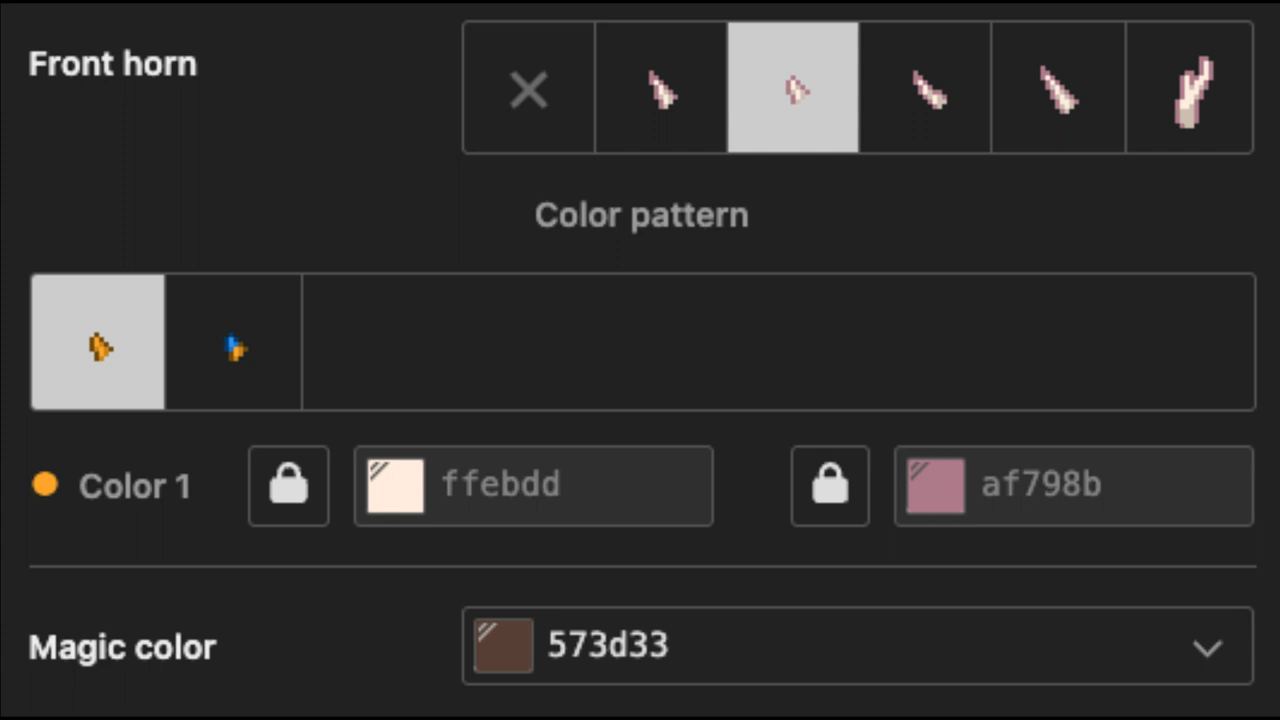 Front horn
Color pattern
Color 1
ffebdd
af798b
Magic color
573d33